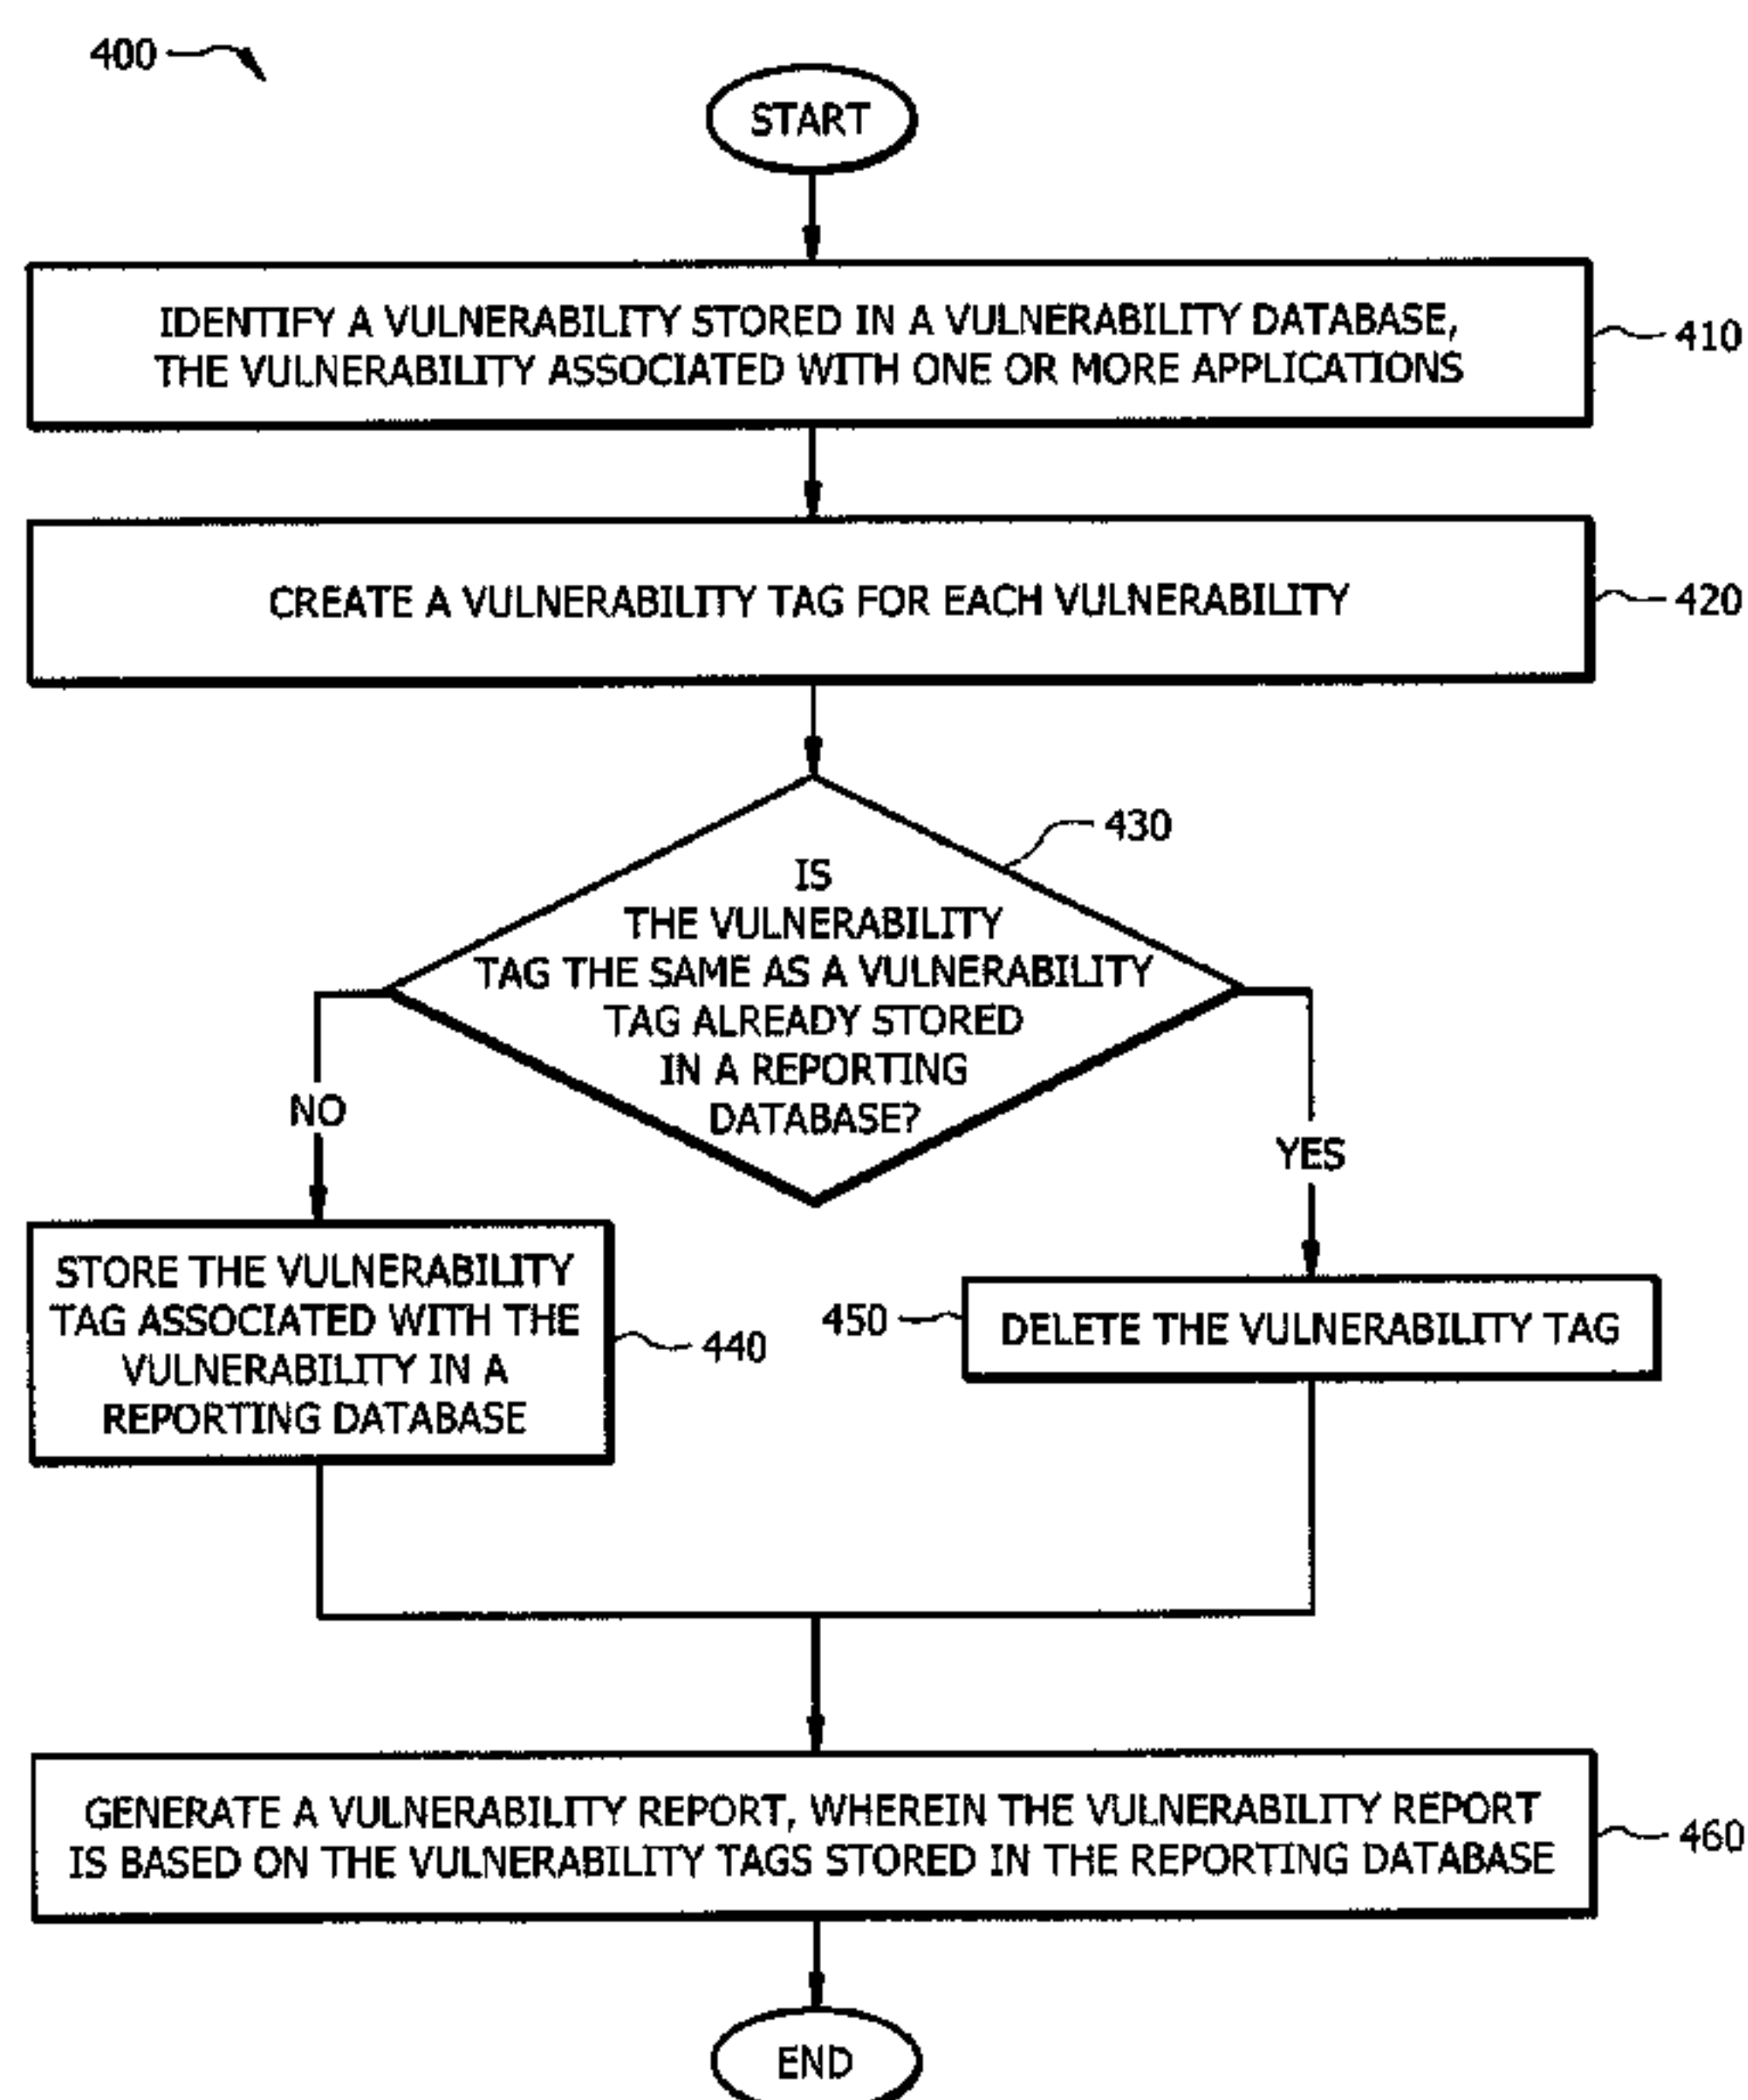 400
START
IDENTIFY A VULNERABILITY STORED IN A VULNERABILITY DATABASE,
THE VULNERABILITY ASSOCIATED WITH ONE OR MORE APPLICATIONS
410
CREATE A VULNERABILITY TAG FOR EACH VULNERABILITY
420
430
IS
THE VULNERABILITY
TAG THE SAME AS A VULNERABILITY
TAG ALREADY STORED
IN A REPORTING
DATABASE?
NO
YES
STORE THE VULNERABILITY
TAG ASSOCIATED WITH THE
VULNERABILITY IN A
REPORTING DATABASE
440
450
DELETE THE VULNERABILITY TAG
GENERATE A VULNERABILITY REPORT, WHEREIN THE VULNERABILITY REPORT
IS BASED ON THE VULNERABILITY TAGS STORED IN THE REPORTING DATABASE
460
END